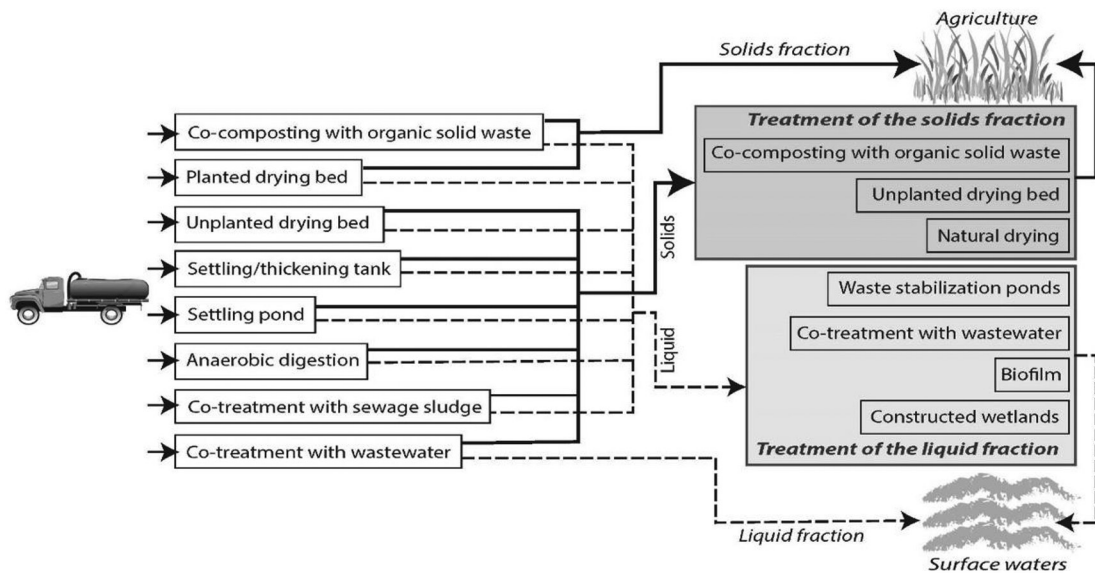 Agriculture
Solids fraction
Co-composting with organic solid waste
Planted drying bed
Unplanted drying bed
Settling/thickening tank
Settling pond
Anaerobic digestion
Co-treatment with sewage sludge
Co-treatment with wastewater
Solids
Liquid
Treatment of the solids fraction
Co-composting with organic solid waste
Unplanted drying bed
Natural drying
Waste stabilization ponds
Co-treatment with wastewater
Biofilm
Constructed wetlands
Treatment of the liquid fraction
Liquid fraction
Surface waters